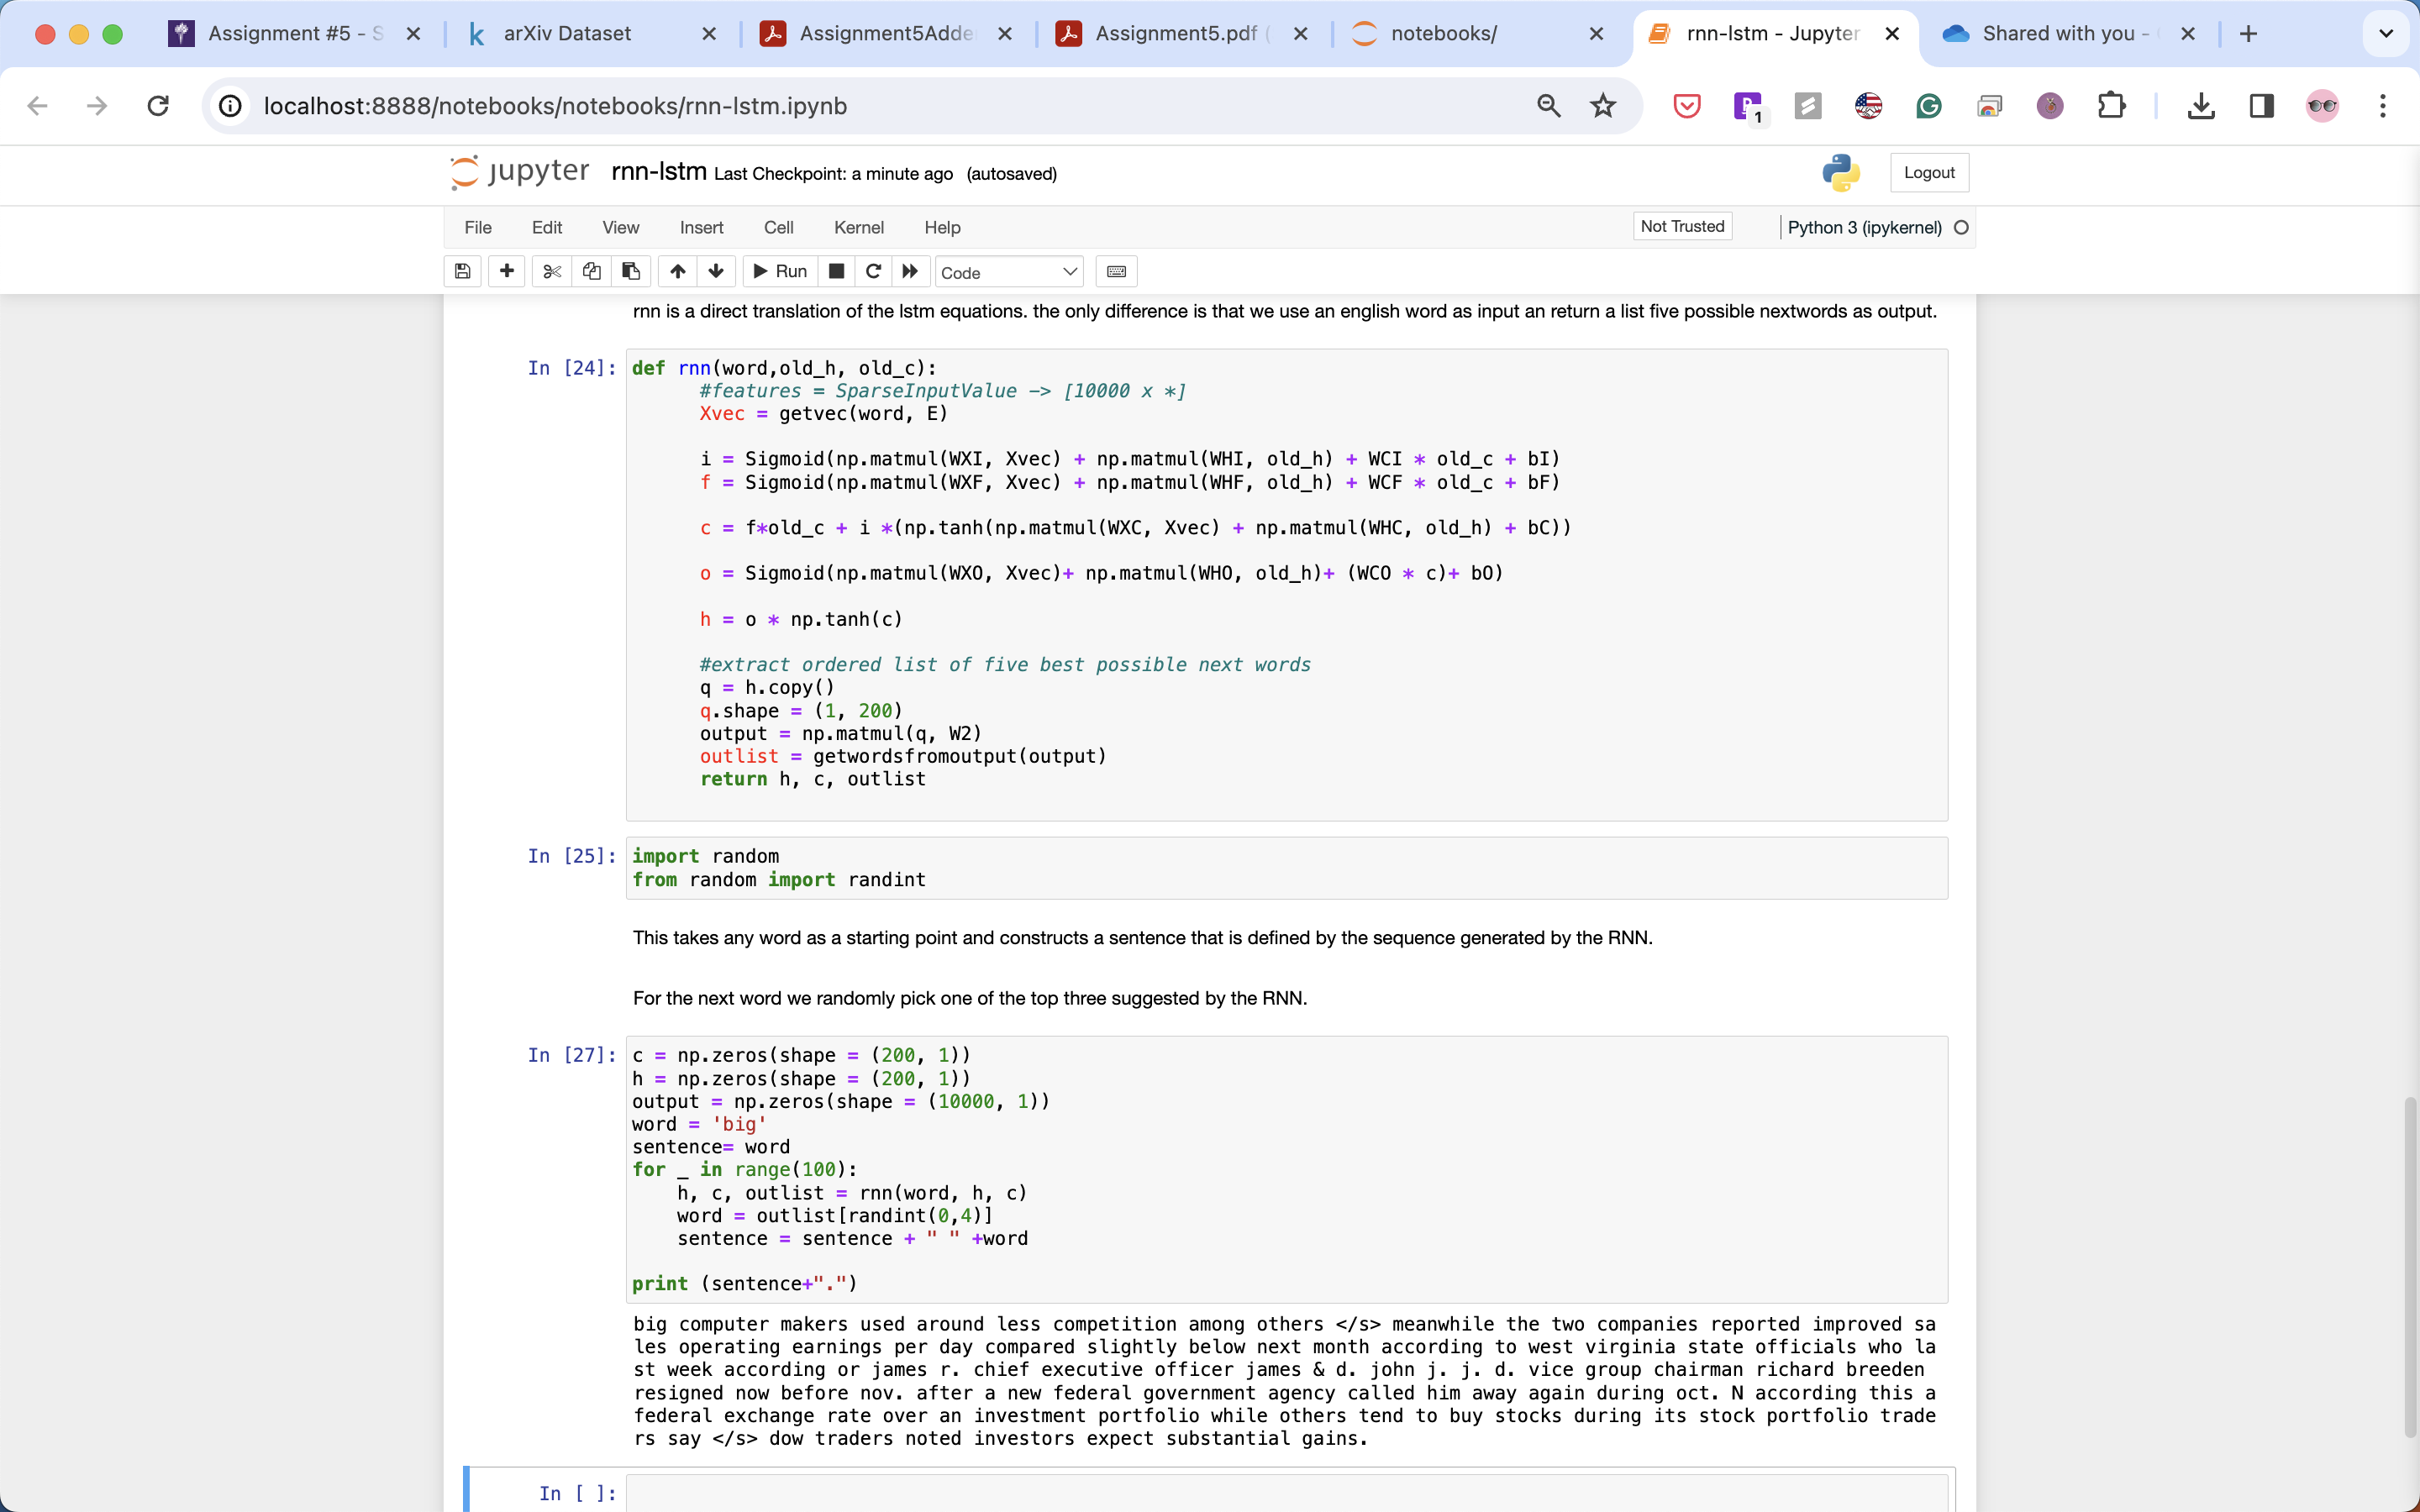 Assignment #5 - S
arXiv Dataset
Assignment5Adde
Assignment5.pdf (
notebooks/
rnn-lstm - Jupyter
Shared with you -
localhost:8888/notebooks/notebooks/rnn-lstm.ipynb
1
jupyter rnn-lstm Last Checkpoint: a minute ago (autosaved)
Logout
File Edit View Insert Cell Kernel Help
Not Trusted
Python 3 (ipykernel)
Run
Code
rnn is a direct translation of the lstm equations. the only difference is that we use an english word as input an return a list five possible nextwords as output.
In [24]: def rnn(word,old_h, old_c):
#features = SparseInputValue -> [10000 x *]
Xvec = getvec(word, E)
i = Sigmoid(np.matmul(WXI, Xvec) + np.matmul(WHI, old_h) + WCI * old_c + bI)
f = Sigmoid(np.matmul(WXF, Xvec) + np.matmul(WHF, old_h) + WCF * old_c + bF)
c = f*old_c + i *(np.tanh(np.matmul(WXC, Xvec) + np.matmul(WHC, old_h) + bC))
o = Sigmoid(np.matmul(WXO, Xvec)+ np.matmul(WHO, old_h)+ (WCO * c)+ bO)
h = o * np.tanh(c)
#extract ordered list of five best possible next words
q = h.copy()
q.shape = (1, 200)
output = np.matmul(q, W2)
outlist = getwordsfromoutput(output)
return h, c, outlist
In [25]: import random
from random import randint
This takes any word as a starting point and constructs a sentence that is defined by the sequence generated by the RNN.
For the next word we randomly pick one of the top three suggested by the RNN.
In [27]: c = np.zeros(shape = (200, 1))
h = np.zeros(shape = (200, 1))
output = np.zeros(shape = (10000, 1))
word = 'big'
sentence= word
for _ in range(100):
h, c, outlist = rnn(word, h, c)
word = outlist[randint(0,4)]
sentence = sentence + " " +word
print (sentence+".")
big computer makers used around less competition among others </s> meanwhile the two companies reported improved sa
les operating earnings per day compared slightly below next month according to west virginia state officials who la
st week according or james r. chief executive officer james & d. john j. j. d. vice group chairman richard breeden
resigned now before nov. after a new federal government agency called him away again during oct. N according this a
federal exchange rate over an investment portfolio while others tend to buy stocks during its stock portfolio trade
rs say </s> dow traders noted investors expect substantial gains.
In [ ]: